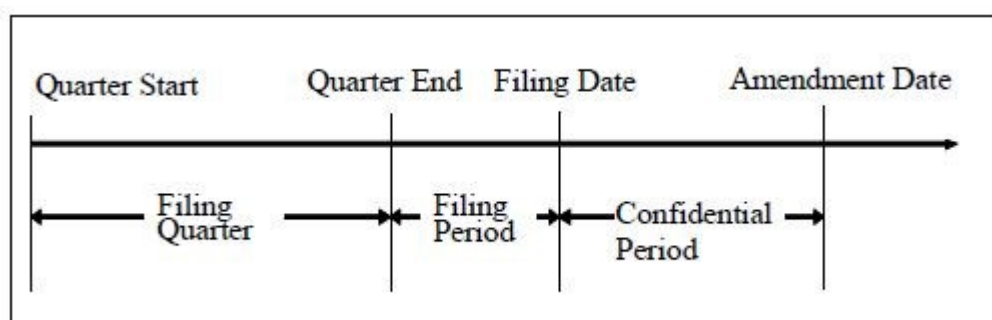 Quarter Start
Quarter End
Filing Date
Amendment Date
Filing
Quarter
Filing
Period
Confidential
Period